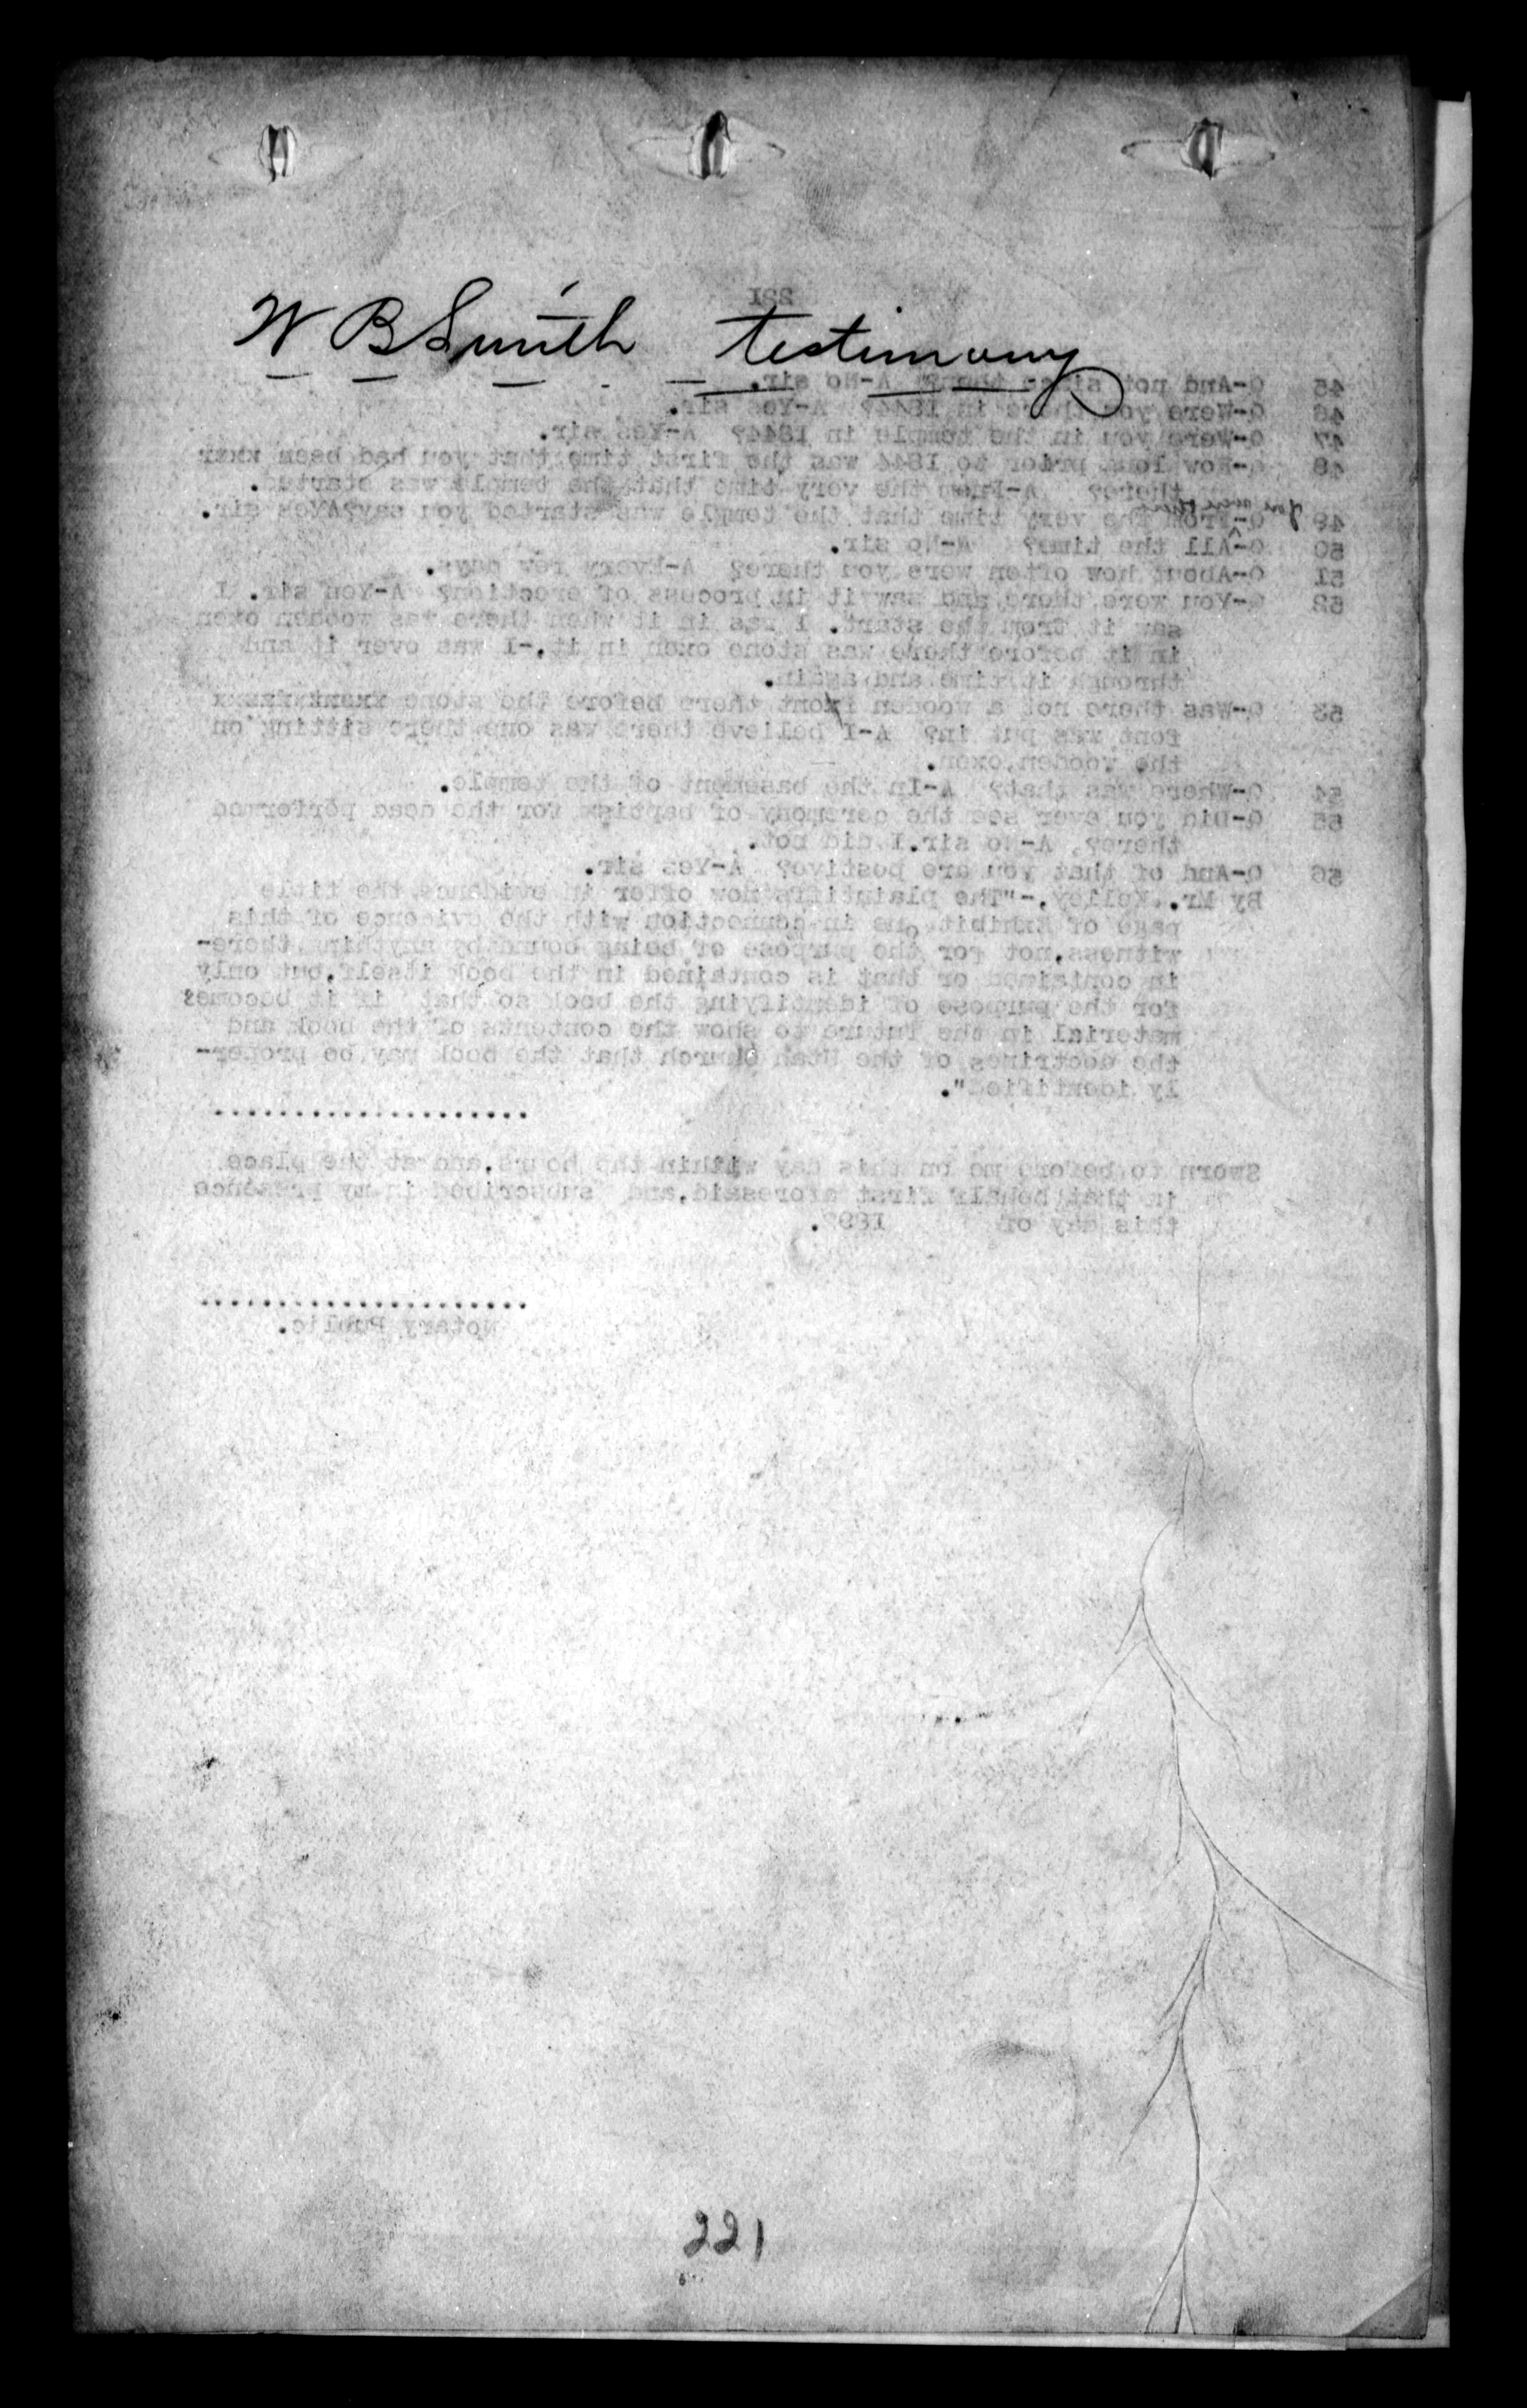 W B Smith testimony
221
45 Q-And not since then? A-No sir.
46 Q-Were you there in 1844? A-Yes sir.
47 Q-Were you in the temple in 1844? A-Yes sir.
48 Q-How long prior to 1844 was the first time that you had been xxxx
there? A-From the very time that the temple was started.
49 Q-From the very time that the temple was started you say? A-Yes sir.
50 Q-All the time? A-No sir.
51 Q-About how often were you there? A-Every few days.
52 Q-You were there and saw it in process of erection? A-Yes sir. I
saw it from the start. I was in it when there was wooden oxen
in it before there was stone oxen in it,-I was over it and
through it time and again.
53 Q-Was there not a wooden font there before the stone
font was put in? A-I believe there was one there sitting on
the wooden oxen.
54 Q-Where was that? A-In the basement of the temple.
55 Q-Did you ever see the ceremony of baptism for the dead performed
there? A-No sir. I did not.
56 Q-And of that you are postive? A-Yes sir.
By Mr. Kelley,-"The plaintiffs now offer in evidence the title
page of Exhibit in connection with the evidence of this
witness, not for the purpose of being bound by anything there-
in contained or that is contained in the book itself, but only
for the purpose of identifying the book so that if it becomes
material in the future to show the contents of the book and
the doctrines of the Utah Church that the book may be proper-
ly identified".
....................
Sworn to before me on this day within the hours, and at the place
in that behalf first aforesaid, and subscribed in my presence
this day of 1892.
.....................
Notary Public.
221